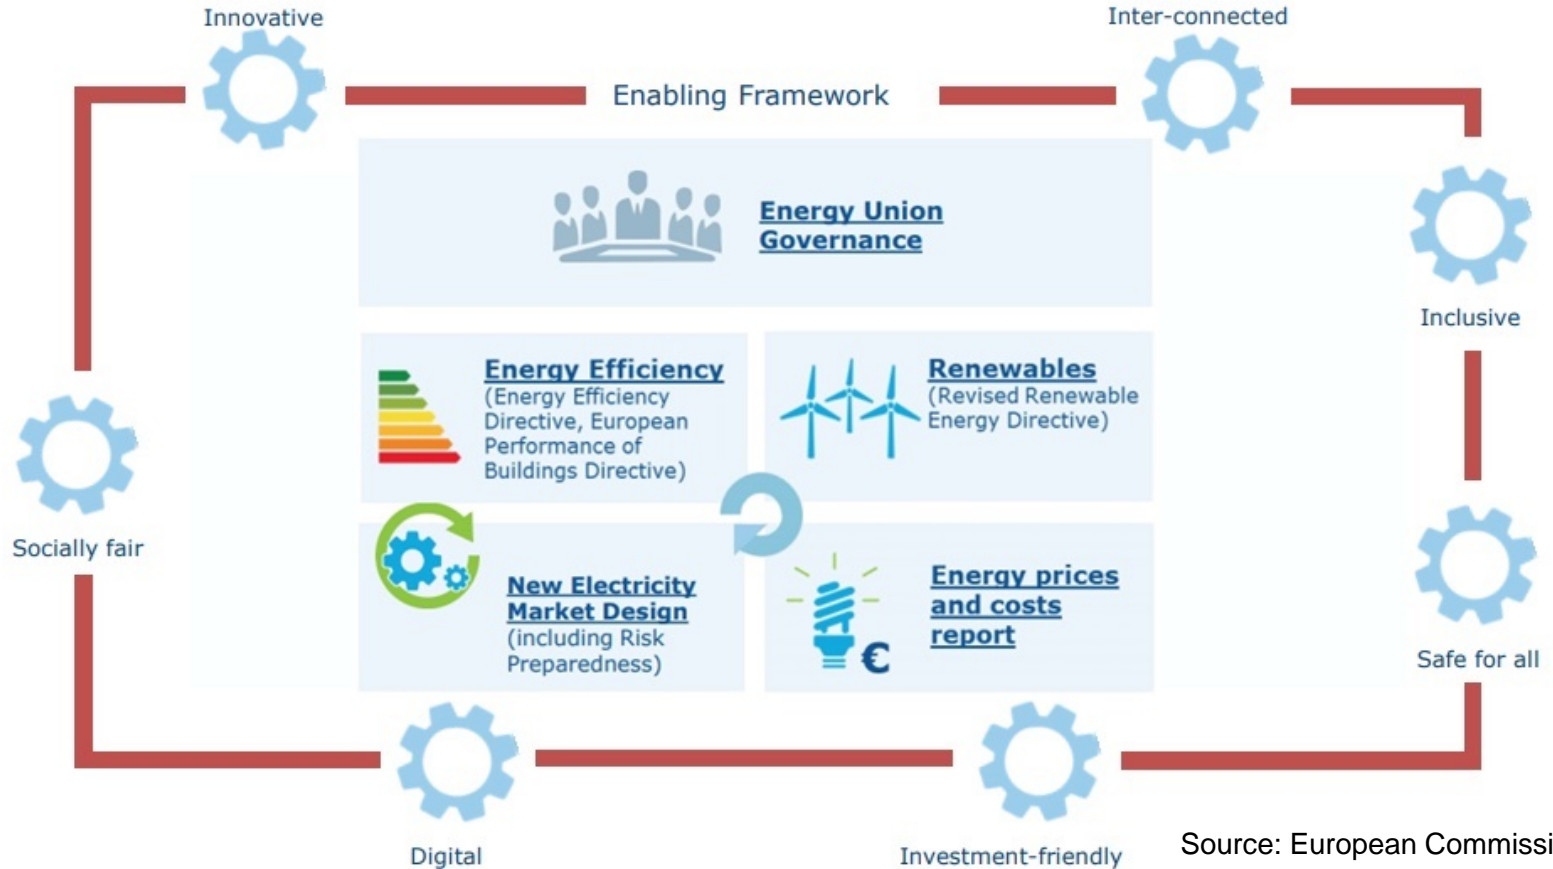 Innovative
Inter-connected
Enabling Framework
Energy Union
Governance
Inclusive
Energy Efficiency
(Energy Efficiency
Directive, European
Performance of
Buildings Directive)
Renewables
(Revised Renewable
Energy Directive)
Socially fair
New Electricity
Market Design
(including Risk
Preparedness)
Energy prices
and costs
report
€
Safe for all
Digital
Investment-friendly
Source: European Commissi